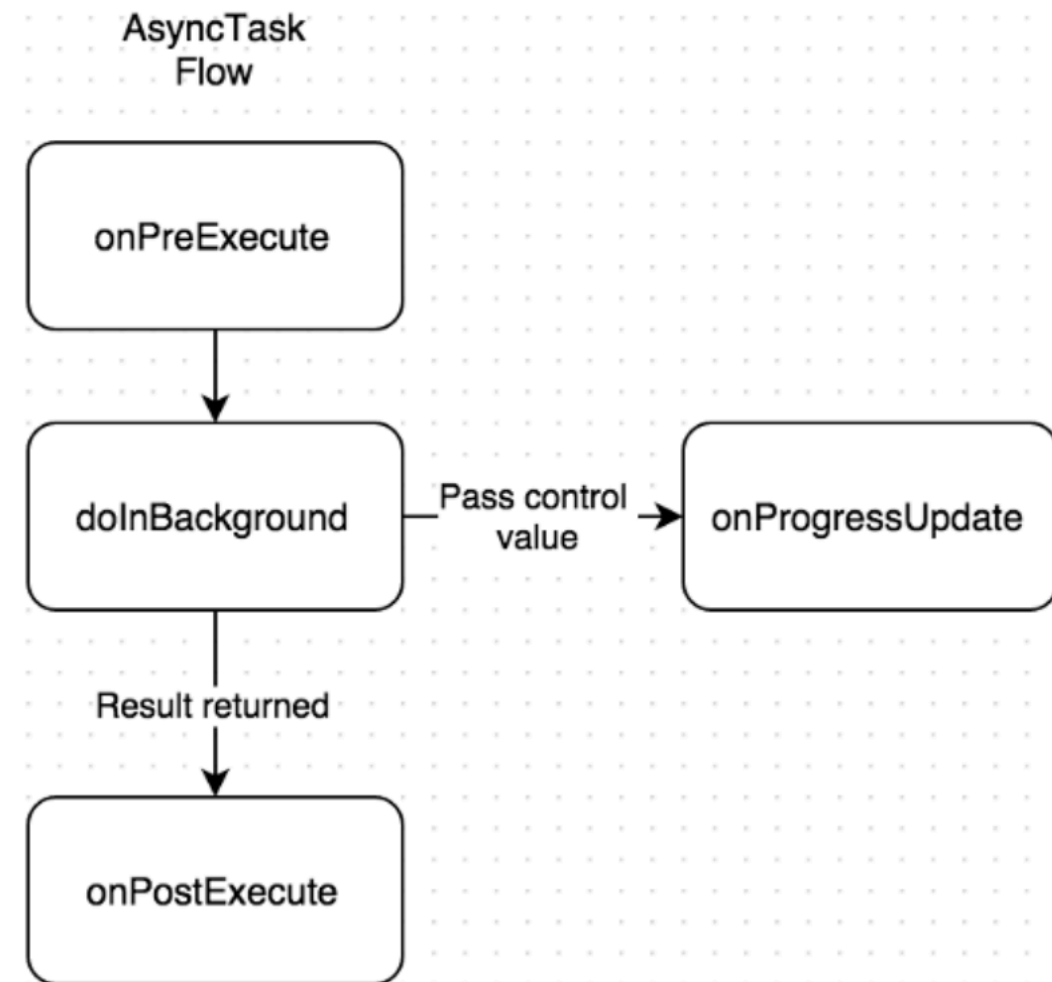 AsyncTask
Flow
onPreExecute
doInBackground
Pass control
value
onProgressUpdate
Result returned
onPostExecute